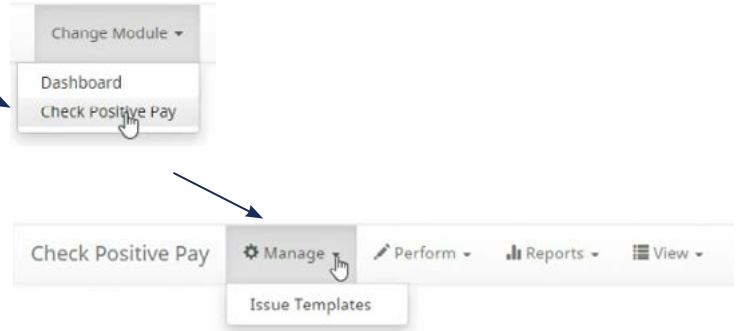 Change Module
Dashboard
Check Positive Pay
Check Positive Pay Manage Perform Reports View
Issue Templates